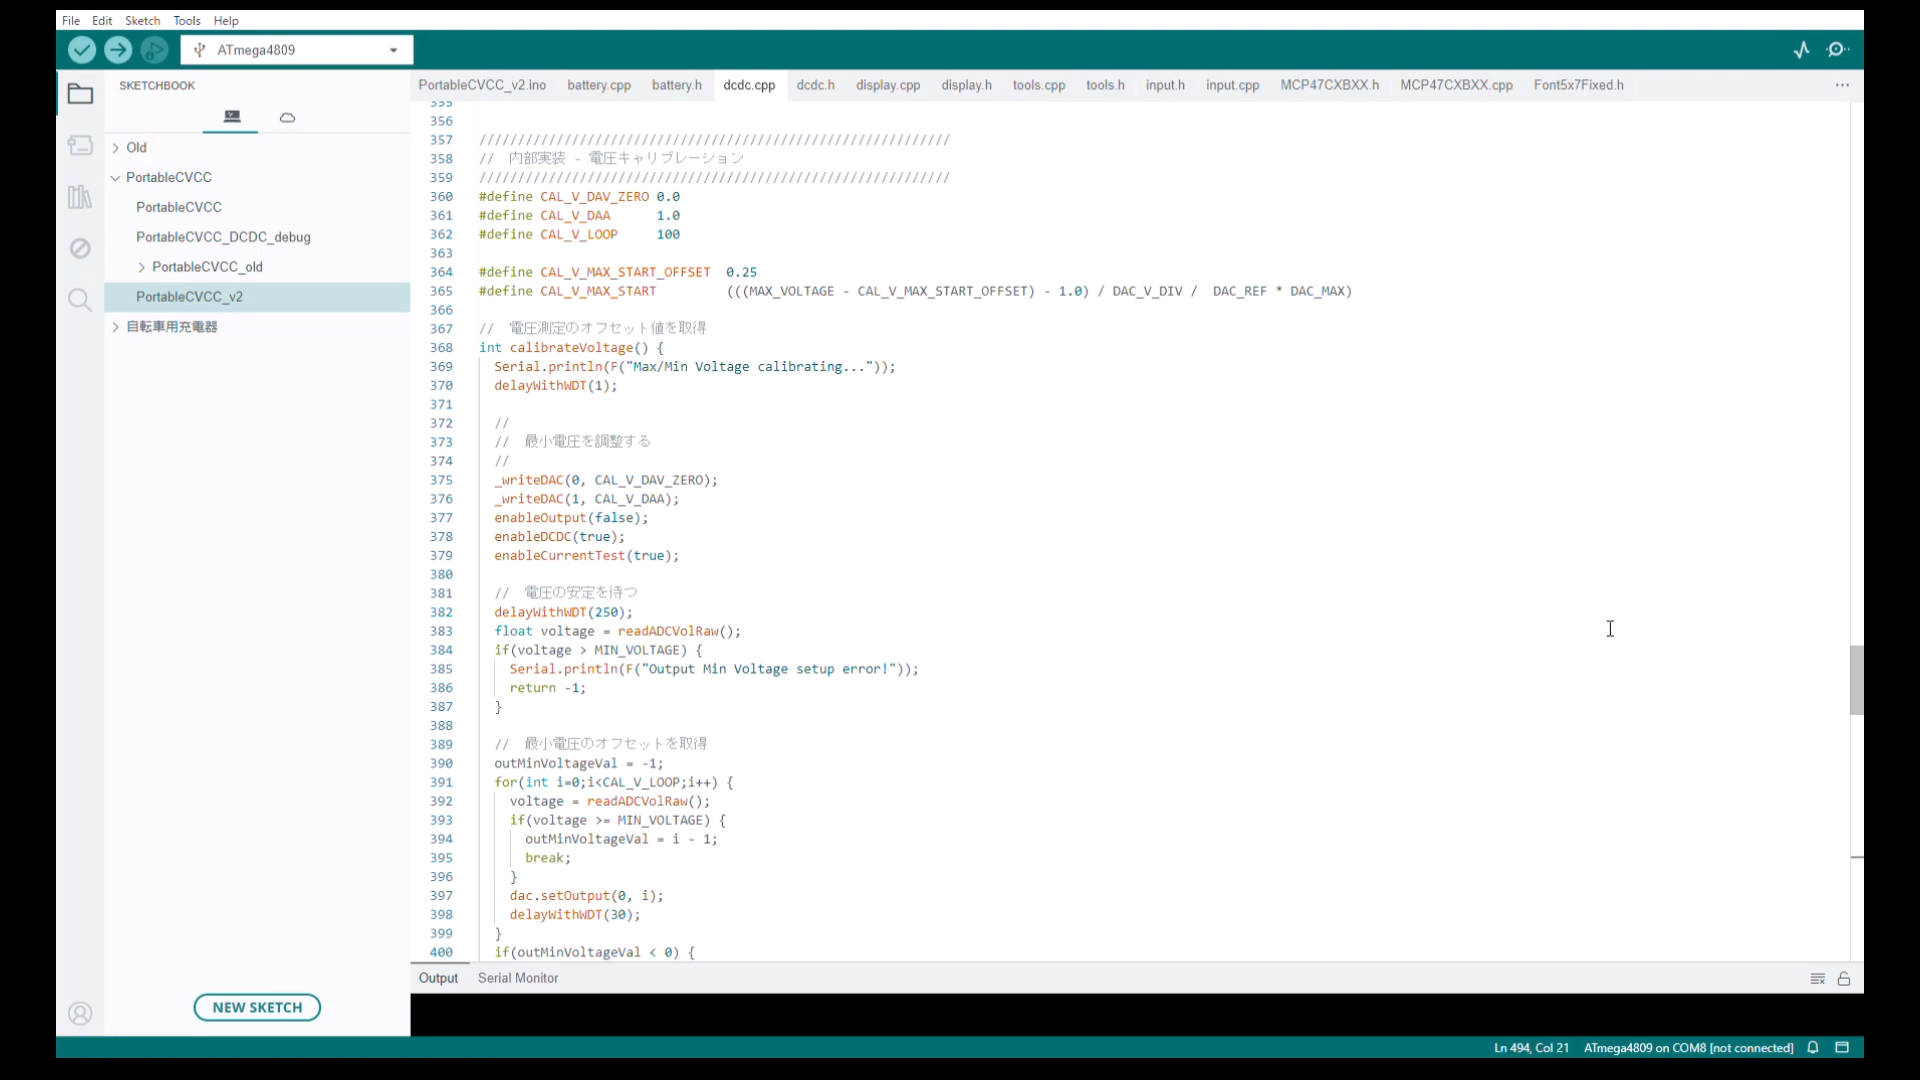 File Edit Sketch Tools Help
ATmega4809
SKETCHBOOK
PortableCVCC_v2.ino battery.cpp battery.h dcdc.cpp dcdc.h display.cpp display.h tools.cpp tools.h input.h input.cpp MCP47CXBXX.h MCP47CXBXX.cpp Font5x7Fixed.h ...
Old
PortableCVCC
PortableCVCC
PortableCVCC_DCDC_debug
PortableCVCC_old
PortableCVCC_v2
自転車用充電器
NEW SKETCH
355
356
357 /////////////////////////////////////////////////////////////
358 // 内部実装 - 電圧キャリブレーション
359 /////////////////////////////////////////////////////////////
360 #define CAL_V_DAV_ZERO 0.0
361 #define CAL_V_DAA 1.0
362 #define CAL_V_LOOP 100
363
364 #define CAL_V_MAX_START_OFFSET 0.25
365 #define CAL_V_MAX_START (((MAX_VOLTAGE - CAL_V_MAX_START_OFFSET) - 1.0) / DAC_V_DIV / DAC_REF * DAC_MAX)
366
367 // 電圧測定のオフセット値を取得
368 int calibrateVoltage() {
369 Serial.println(F("Max/Min Voltage calibrating..."));
370 delayWithWDT(1);
371
372 //
373 // 最小電圧を調整する
374 //
375 _writeDAC(0, CAL_V_DAV_ZERO);
376 _writeDAC(1, CAL_V_DAA);
377 enableOutput(false);
378 enableDCDC(true);
379 enableCurrentTest(true);
380
381 // 電圧の安定を待つ
382 delayWithWDT(250);
383 float voltage = readADCVolRaw();
384 if(voltage > MIN_VOLTAGE) {
385 Serial.println(F("Output Min Voltage setup error!"));
386 return -1;
387 }
388
389 // 最小電圧のオフセットを取得
390 outMinVoltageVal = -1;
391 for(int i=0;i<CAL_V_LOOP;i++) {
392 voltage = readADCVolRaw();
393 if(voltage >= MIN_VOLTAGE) {
394 outMinVoltageVal = i - 1;
395 break;
396 }
397 dac.setOutput(0, i);
398 delayWithWDT(30);
399 }
400 if(outMinVoltageVal < 0) {
Output Serial Monitor
Ln 494, Col 21 ATmega4809 on COM8 [not connected]